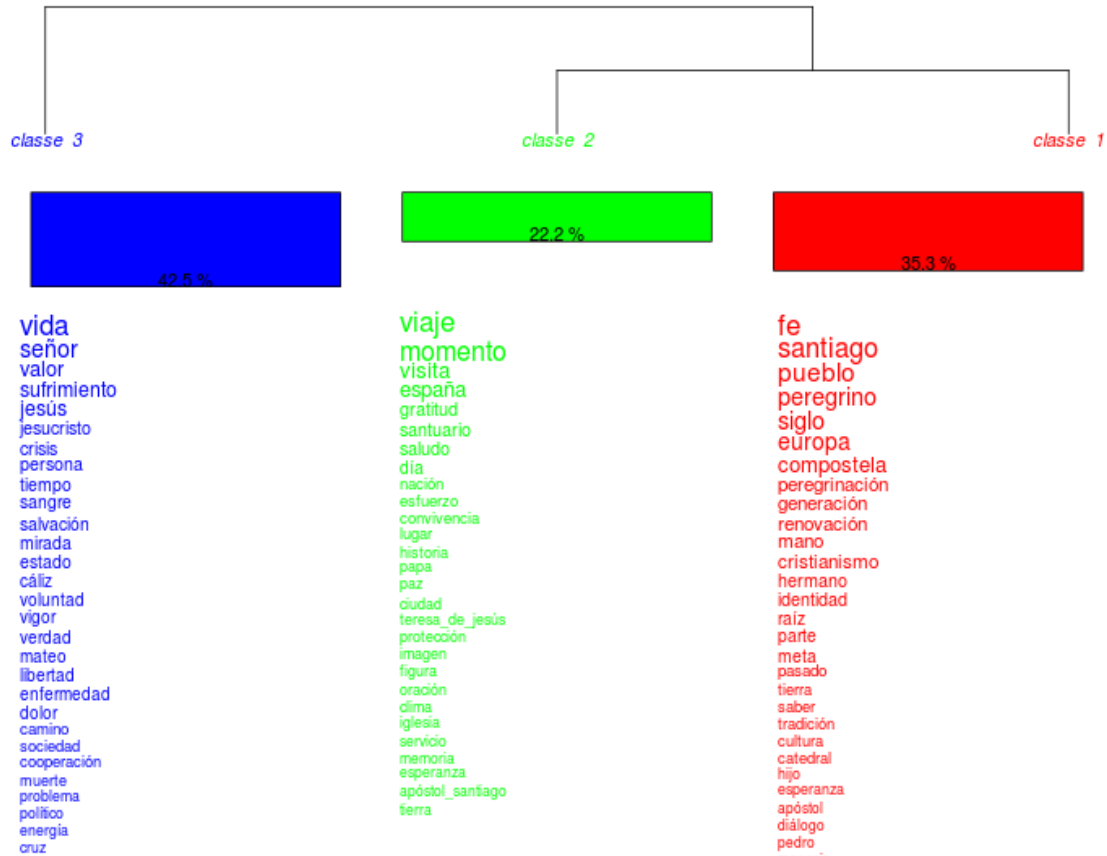 classe 3
classe 2
classe 1
42.5 %
22.2 %
35.3 %
vida
señor
valor
sufrimiento
jesús
jesucristo
crisis
persona
tiempo
sangre
salvación
mirada
estado
cáliz
voluntad
vigor
verdad
mateo
libertad
enfermedad
dolor
camino
sociedad
cooperación
muerte
problema
político
energía
cruz
viaje
momento
visita
españa
gratitud
santuario
saludo
día
nación
esfuerzo
convivencia
lugar
historia
papa
paz
ciudad
teresa_de_jesús
protección
imagen
figura
oración
clima
iglesia
servicio
memoria
esperanza
apóstol_santiago
tierra
fe
santiago
pueblo
peregrino
siglo
europa
compostela
peregrinación
generación
renovación
mano
cristianismo
hermano
identidad
raíz
parte
meta
pasado
tierra
saber
tradición
cultura
catedral
hijo
esperanza
apóstol
diálogo
pedro